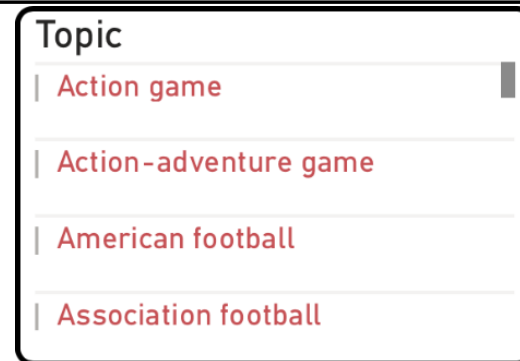 Topic
Action game
Action-adventure game
American football
Association football